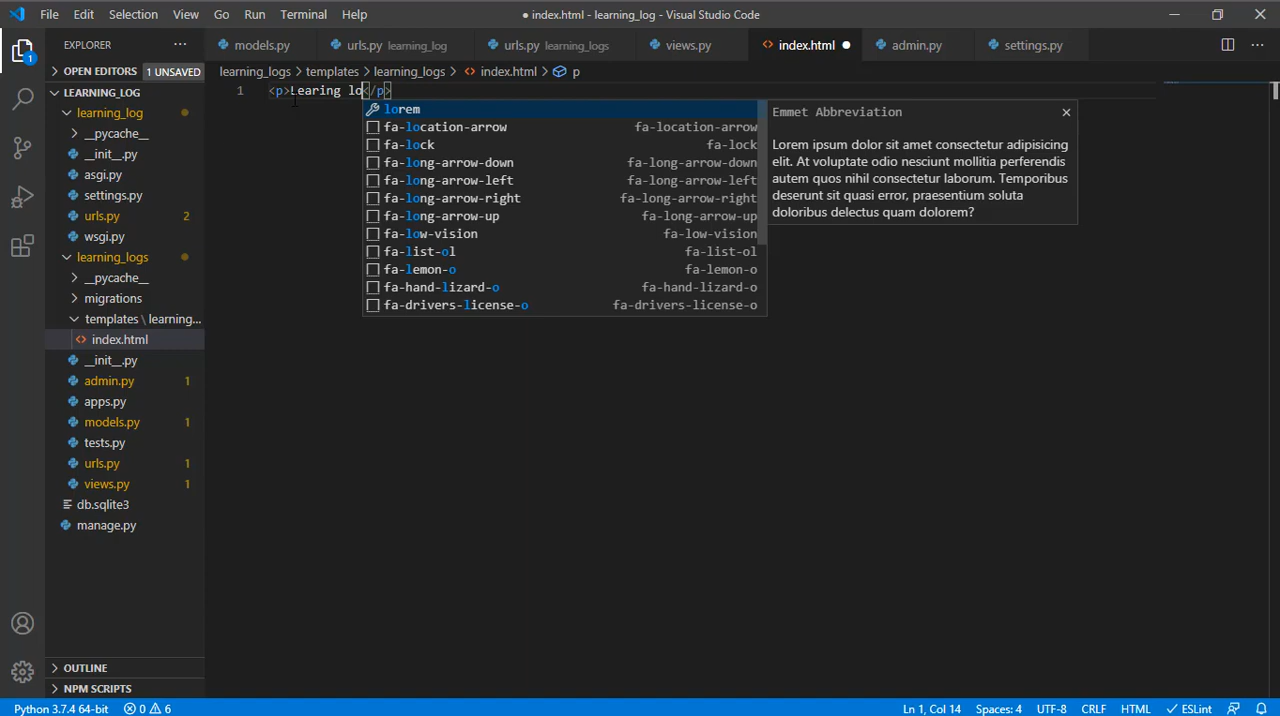 File Edit Selection View Go Run Terminal Help
● index.html - learning_log - Visual Studio Code
EXPLORER
models.py
urls.py learning_log
urls.py learning_logs
views.py
index.html
admin.py
settings.py
OPEN EDITORS 1 UNSAVED
learning_logs > templates > learning_logs > index.html > p
LEARNING_LOG
learning_log
__pycache__
__init__.py
asgi.py
settings.py
urls.py 2
wsgi.py
learning_logs
__pycache__
migrations
templates \ learning...
index.html
__init__.py
admin.py 1
apps.py
models.py 1
tests.py
urls.py 1
views.py 1
db.sqlite3
manage.py
OUTLINE
NPM SCRIPTS
1 <p>Learing lo</p>
lorem
fa-location-arrow fa-location-arrow
fa-lock fa-lock
fa-long-arrow-down fa-long-arrow-down
fa-long-arrow-left fa-long-arrow-left
fa-long-arrow-right fa-long-arrow-right
fa-long-arrow-up fa-long-arrow-up
fa-low-vision fa-low-vision
fa-list-ol fa-list-ol
fa-lemon-o fa-lemon-o
fa-hand-lizard-o fa-hand-lizard-o
fa-drivers-license-o fa-drivers-license-o
Emmet Abbreviation
Lorem ipsum dolor sit amet consectetur adipisicing
elit. At voluptate odio nesciunt mollitia perferendis
autem quos nihil consectetur laborum. Temporibus
deserunt sit quasi error, praesentium soluta
doloribus delectus quam dolorem?
1
Python 3.7.4 64-bit 0 6
Ln 1, Col 14 Spaces: 4 UTF-8 CRLF HTML ESLint